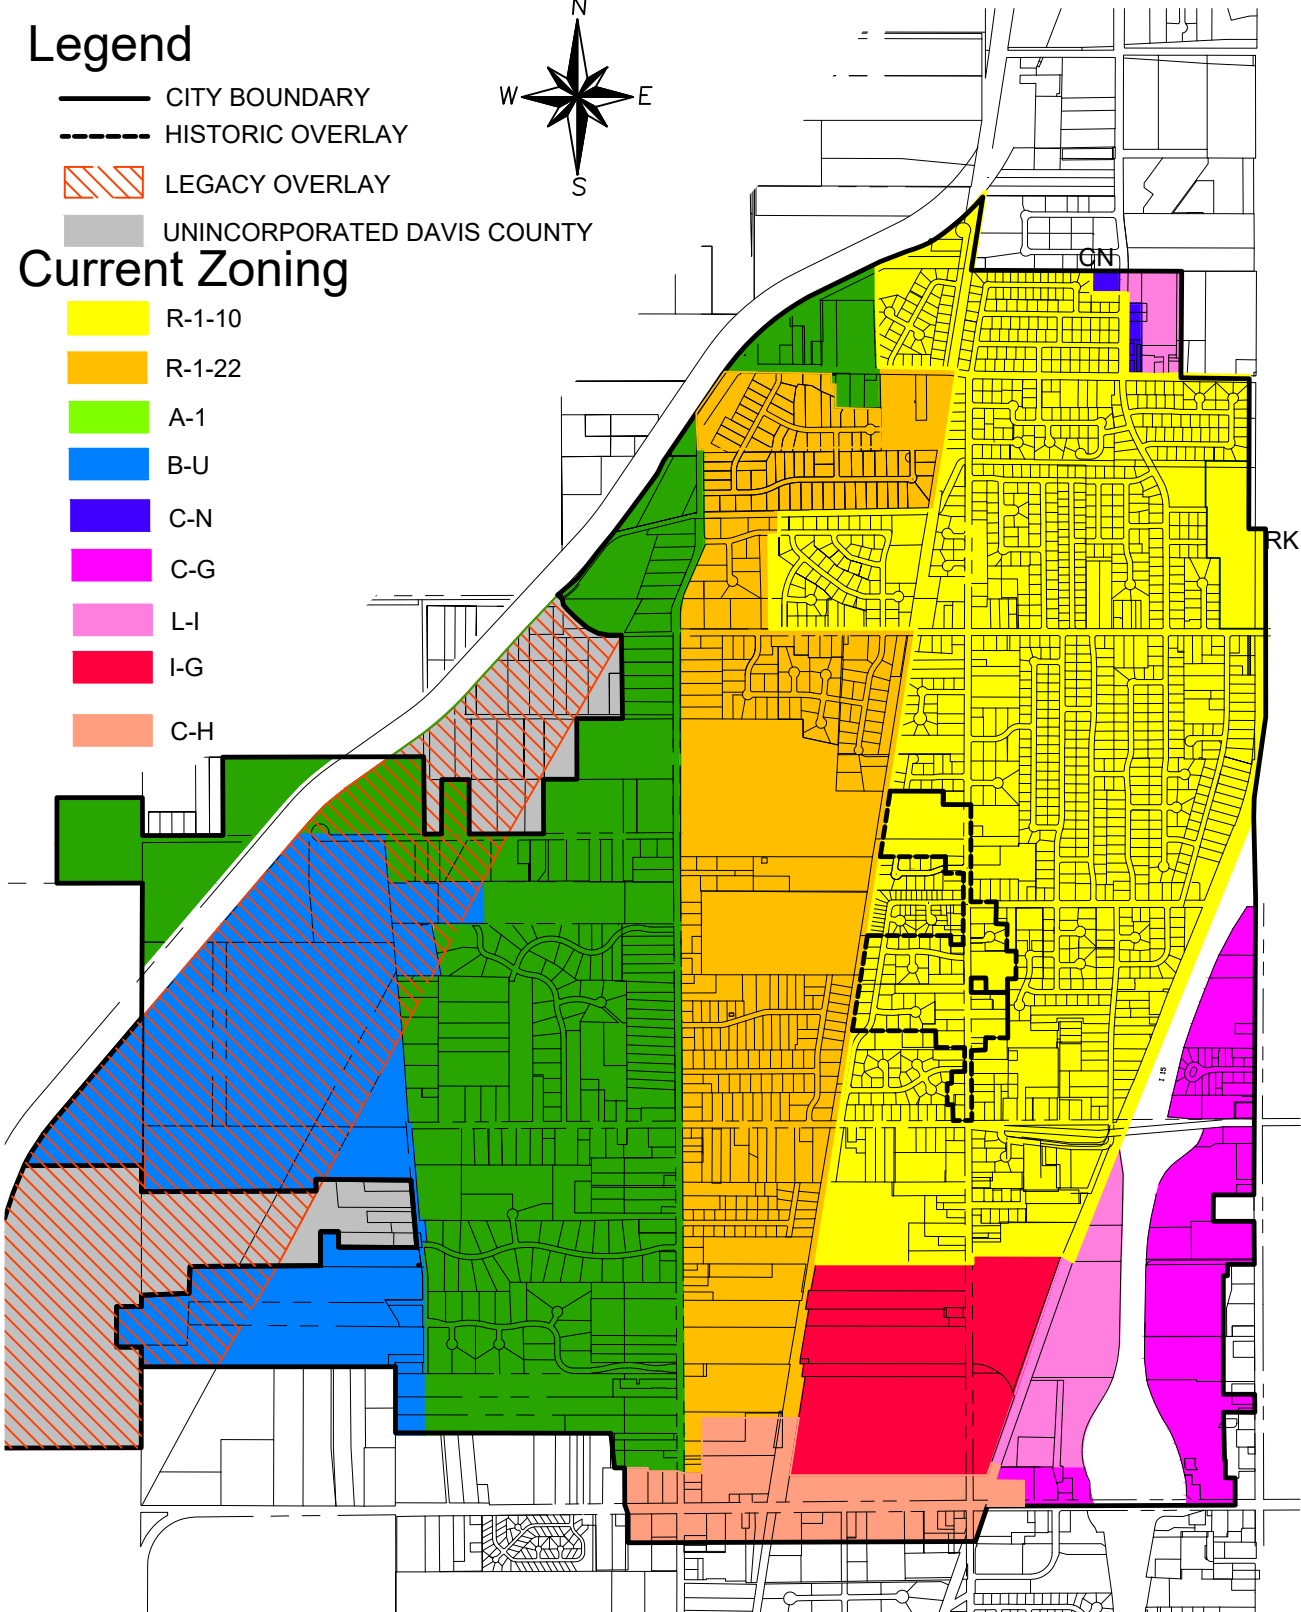 N
Legend
W E
CITY BOUNDARY
HISTORIC OVERLAY
S
LEGACY OVERLAY
UNINCORPORATED DAVIS COUNTY
CN
Current Zoning
R-1-10
R-1-22
A-1
B-U
C-N
RK
C-G
L-I
I-G
C-H
I 15